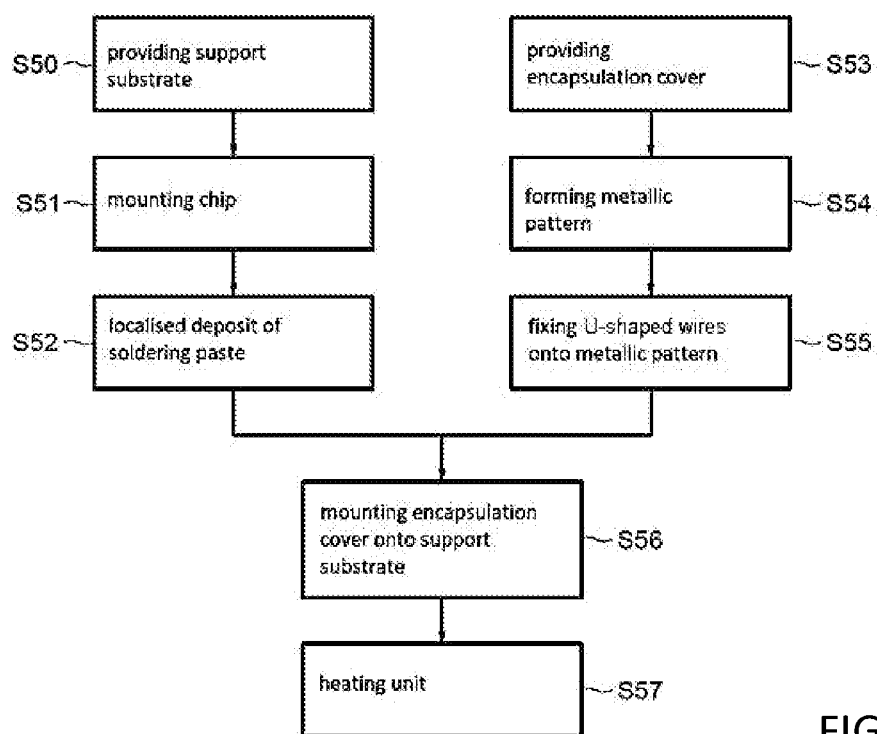 S50
providing support
substrate
S51
mounting chip
S52
localised deposit of
soldering paste
providing
encapsulation cover
S53
forming metallic
pattern
S54
fixing U-shaped wires
onto metallic pattern
S55
mounting encapsulation
cover onto support
substrate
S56
heating unit
S57
FIG